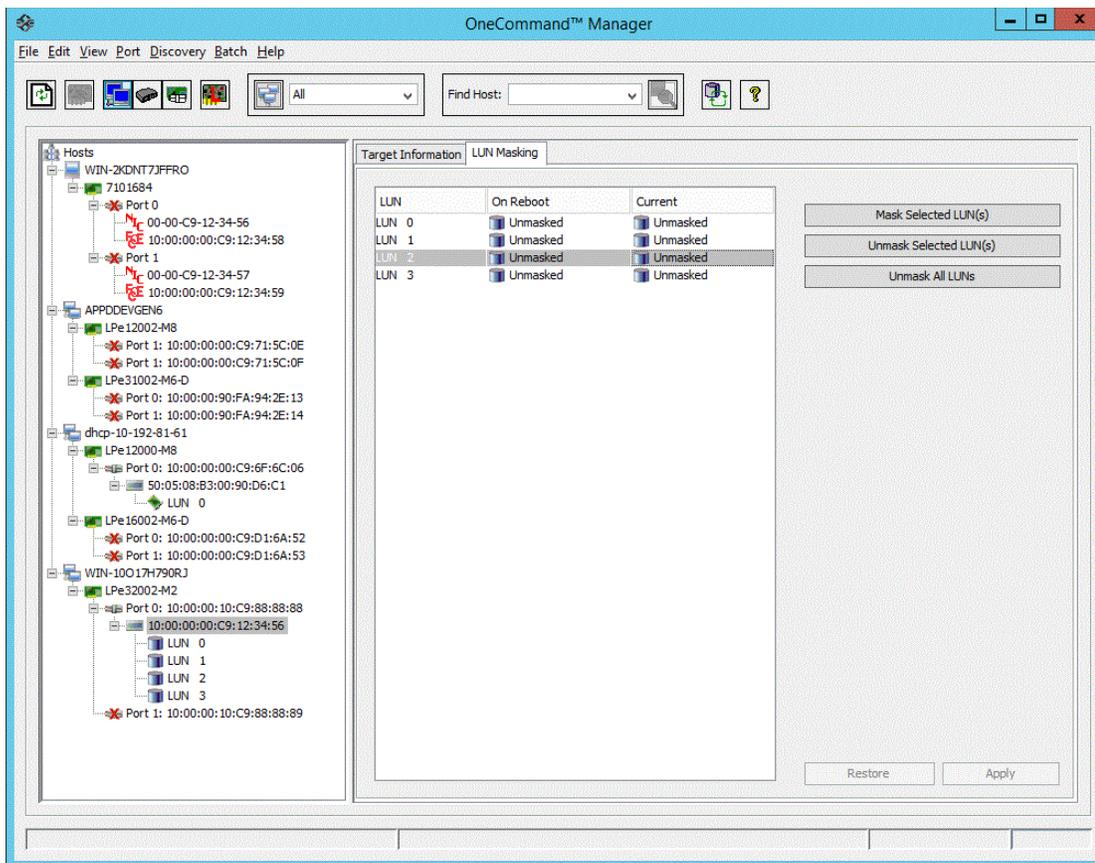 OneCommand™ Manager
File Edit View Port Discovery Batch Help
All
Find Host:
Hosts
WIN-2KDNT7JFFRO
7101684
Port 0
NIC 00-00-C9-12-34-56
FCoE 10:00:00:00:C9:12:34:58
Port 1
NIC 00-00-C9-12-34-57
FCoE 10:00:00:00:C9:12:34:59
APPDDEVGEN6
LPe12002-M8
Port 1: 10:00:00:00:C9:71:5C:0E
Port 1: 10:00:00:00:C9:71:5C:0F
LPe31002-M6-D
Port 0: 10:00:00:90:FA:94:2E:13
Port 1: 10:00:00:90:FA:94:2E:14
dhcp-10-192-81-61
LPe12000-M8
Port 0: 10:00:00:00:C9:6F:6C:06
50:05:08:B3:00:90:D6:C1
LUN 0
LPe16002-M6-D
Port 0: 10:00:00:00:C9:D1:6A:52
Port 1: 10:00:00:00:C9:D1:6A:53
WIN-10O17H790RJ
LPe32002-M2
Port 0: 10:00:00:10:C9:88:88:88
10:00:00:00:C9:12:34:56
LUN 0
LUN 1
LUN 2
LUN 3
Port 1: 10:00:00:10:C9:88:88:89
Target Information LUN Masking
LUN On Reboot Current
LUN 0 Unmasked Unmasked
LUN 1 Unmasked Unmasked
LUN 2 Unmasked Unmasked
LUN 3 Unmasked Unmasked
Mask Selected LUN(s)
Unmask Selected LUN(s)
Unmask All LUNs
Restore Apply